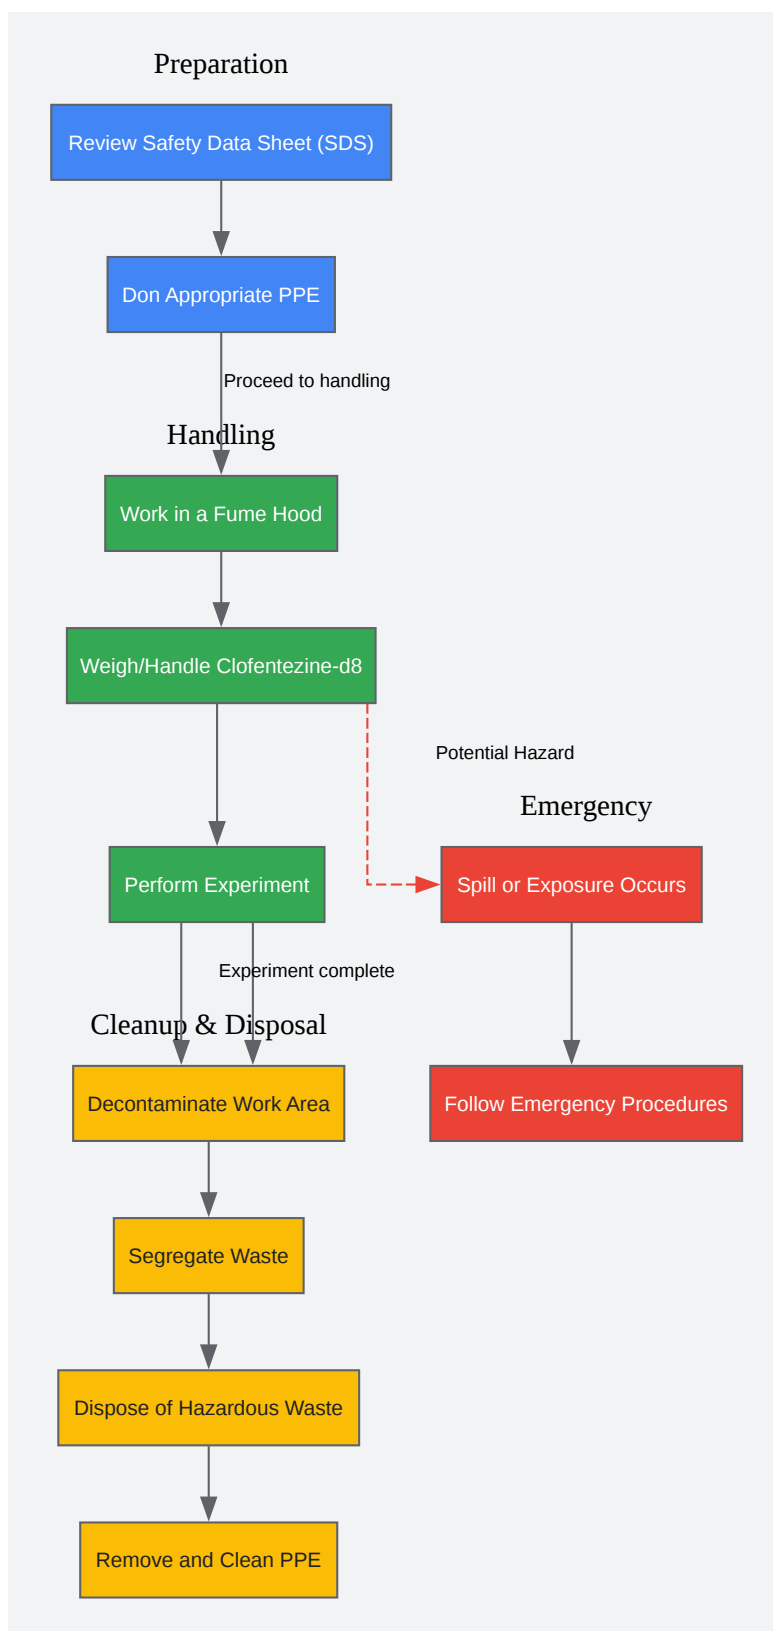 Preparation
Review Safety Data Sheet (SDS)
Don Appropriate PPE
Proceed to handling
Handling
Work in a Fume Hood
Weigh/Handle Clofentezine-d8
Potential Hazard
Emergency
Perform Experiment
Spill or Exposure Occurs
Experiment complete
Cleanup & Disposal
Decontaminate Work Area
Follow Emergency Procedures
Segregate Waste
Dispose of Hazardous Waste
Remove and Clean PPE